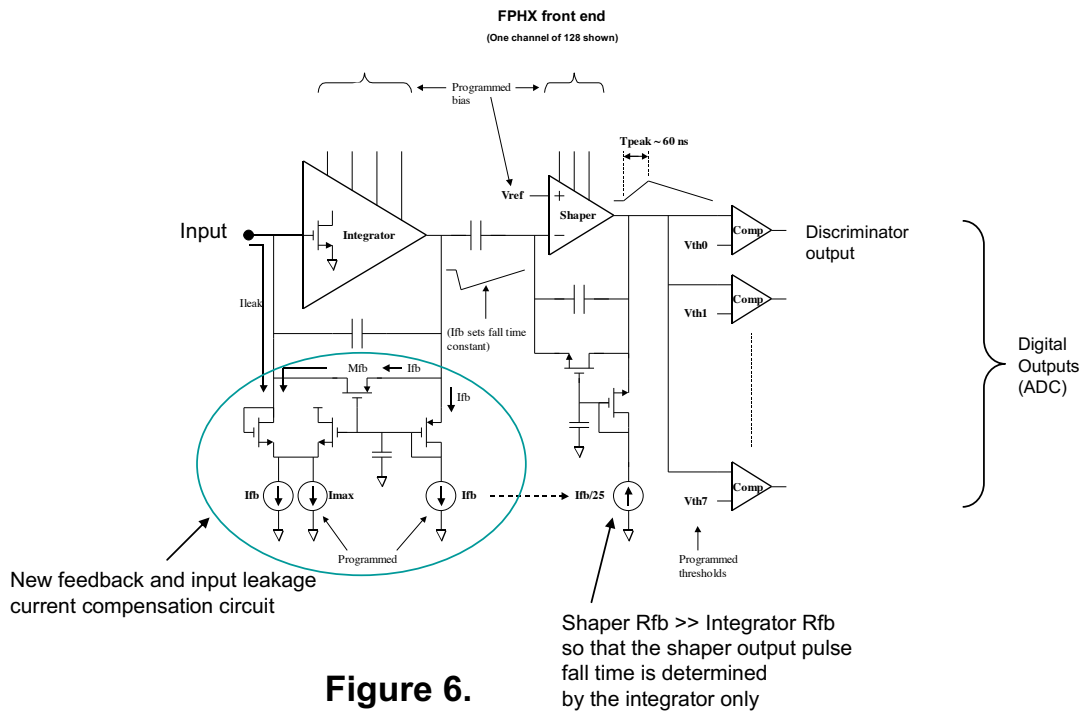 FPHX front end
(One channel of 128 shown)
Programmed
bias
Tpeak ~ 60 ns
Vref
+
Shaper
−
Input
Integrator
Comp
Vth0
Discriminator
output
Ileak
(Ifb sets fall time
constant)
Comp
Vth1
Digital
Outputs
(ADC)
Mfb
Ifb
Ifb
Ifb
Imax
Ifb
Ifb/25
Comp
Vth7
Programmed
Programmed
thresholds
New feedback and input leakage
current compensation circuit
Shaper Rfb >> Integrator Rfb
so that the shaper output pulse
fall time is determined
by the integrator only
Figure 6.